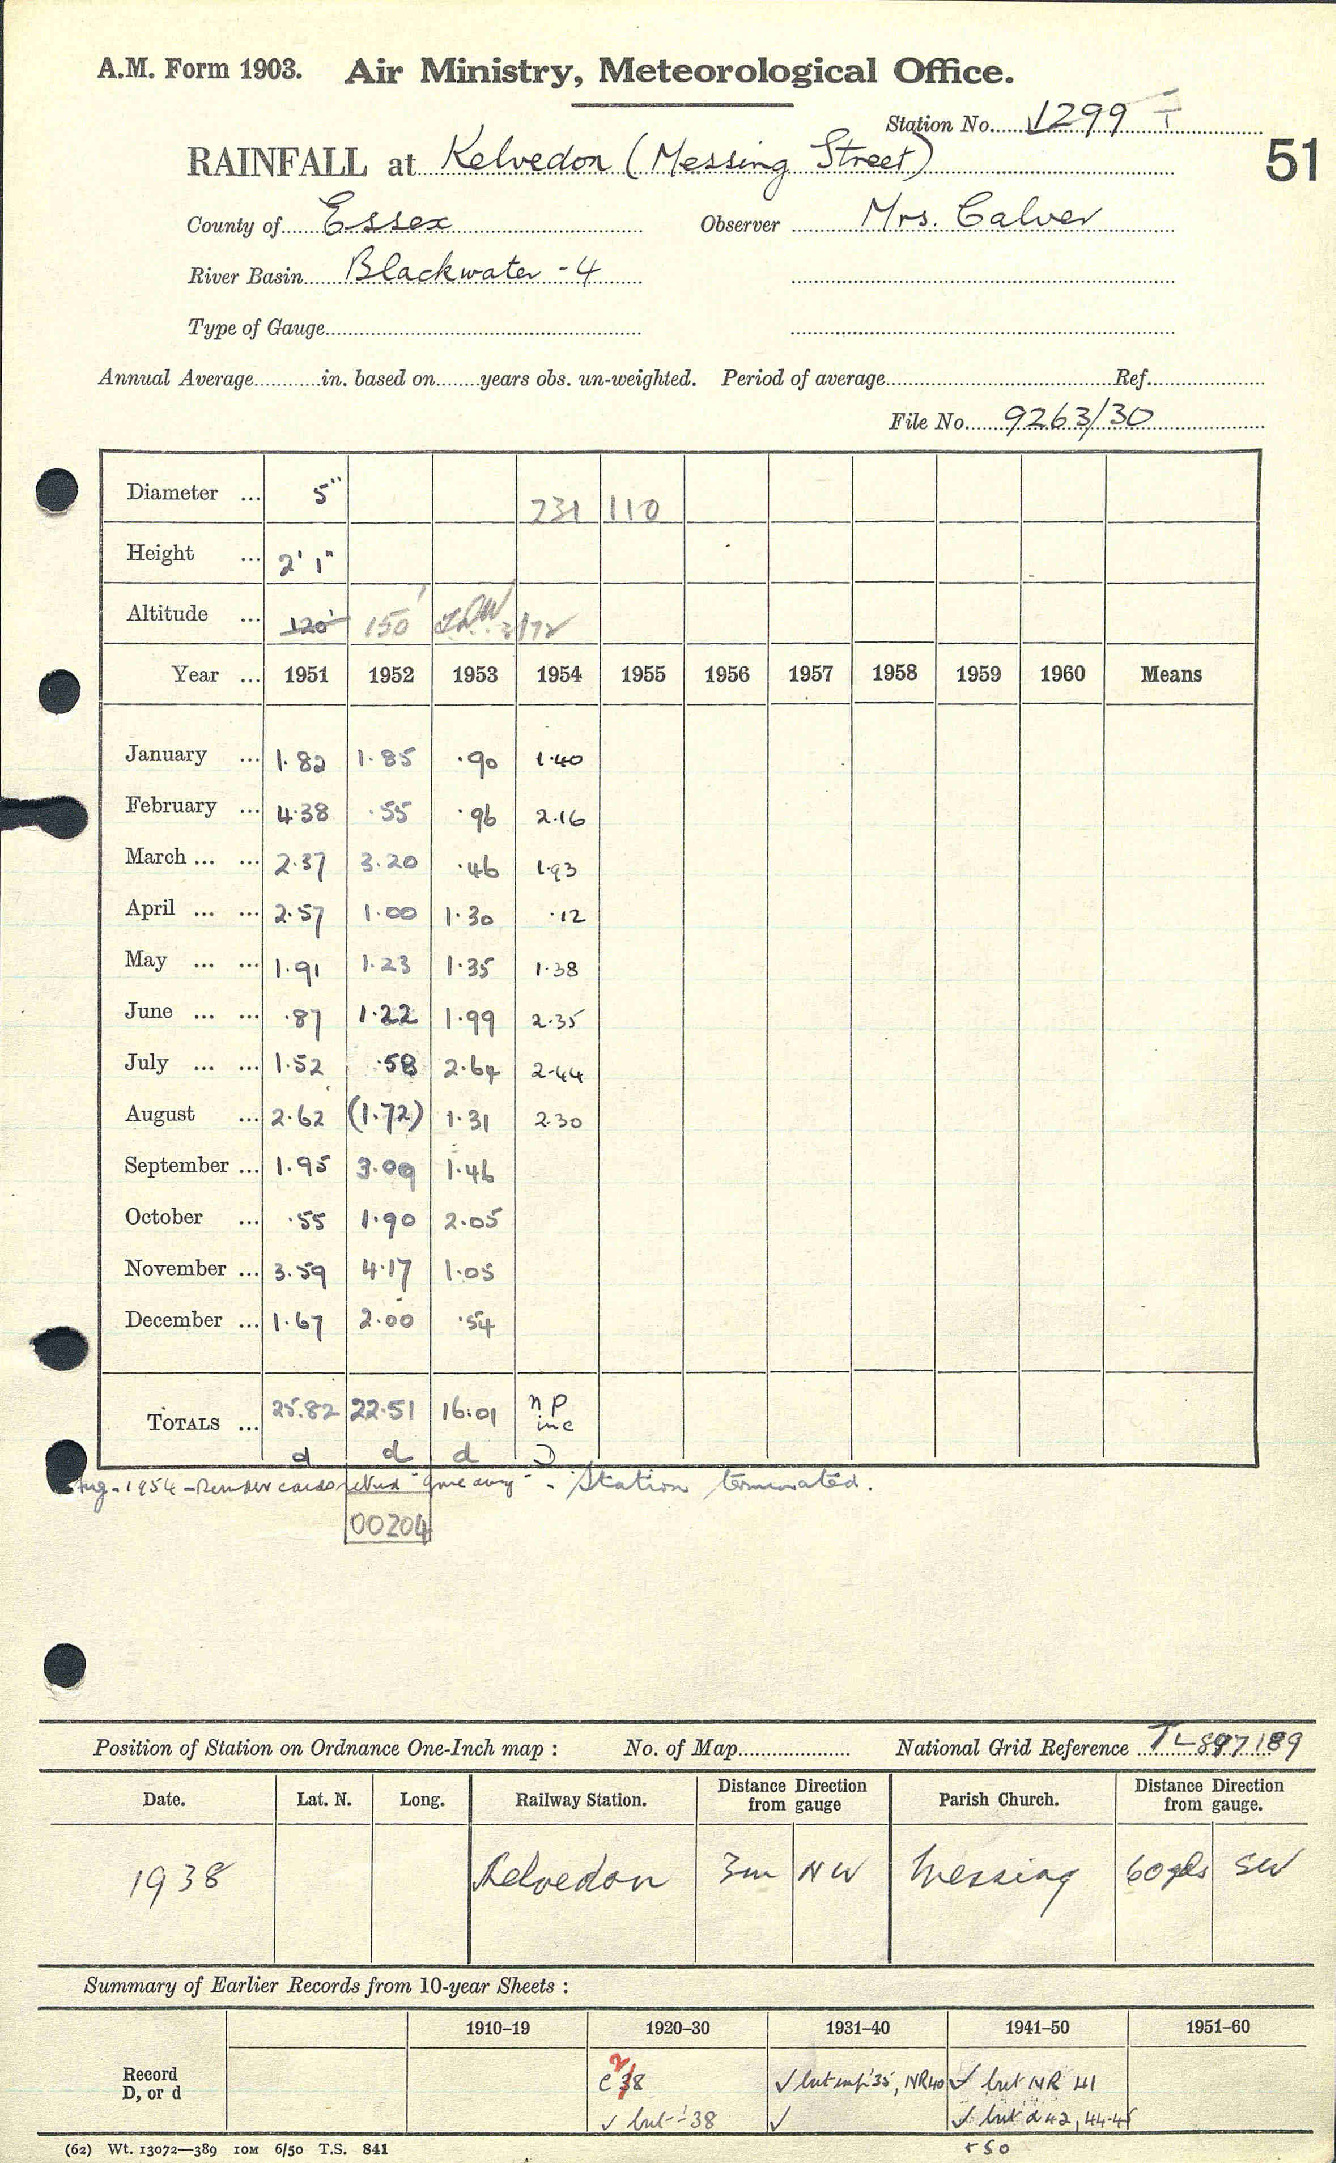 A.M. Form 1903. Air Ministry, Meteorological Office.
Station No. 1299 T
RAINFALL at Kelvedon (Messing Street)
51
County of Essex Observer Mrs. Calver
River Basin Blackwater - 4
Type of Gauge
Annual Average in. based on years obs. un-weighted. Period of average Ref.
File No. 9263/30
Diameter ... 5" 231 110
Height ... 2' 1"
Altitude ... 120' 150' 2/72
Year ... 1951 1952 1953 1954 1955 1956 1957 1958 1959 1960 Means
January ... 1.82 1.85 .90 1.40
February ... 4.38 .55 .96 2.16
March ... ... 2.37 3.20 .46 1.93
April ... ... 2.57 1.00 1.30 .12
May ... ... 1.91 1.23 1.35 1.38
June ... ... .87 1.22 1.99 2.35
July ... ... 1.52 .58 2.64 2.44
August ... 2.62 (1.72) 1.31 2.30
September ... 1.95 3.09 1.46
October ... .55 1.90 2.05
November ... 3.59 4.17 1.05
December ... 1.67 2.00 .54
TOTALS ... 25.82 22.51 16.01 n p inc
d d d D
Aug. 1954 - Reminder cards retd "gone away" - Station terminated.
00204
Position of Station on Ordnance One-Inch map : No. of Map National Grid Reference TL 897189
Date. Lat. N. Long. Railway Station. Distance Direction from gauge Parish Church. Distance Direction from gauge.
1938 Kelvedon 3m NW Messing 60 yds SW
Summary of Earlier Records from 10-year Sheets :
1910–19 1920–30 1931–40 1941–50 1951–60
Record
D, or d
c 38 ✓ but inc '35, NR 40 ✓ but NR 41
✓ but - 38 ✓ ✓ but d 42, 44-45
+ 50
(62) Wt. 13072—389 10M 6/50 T.S. 841